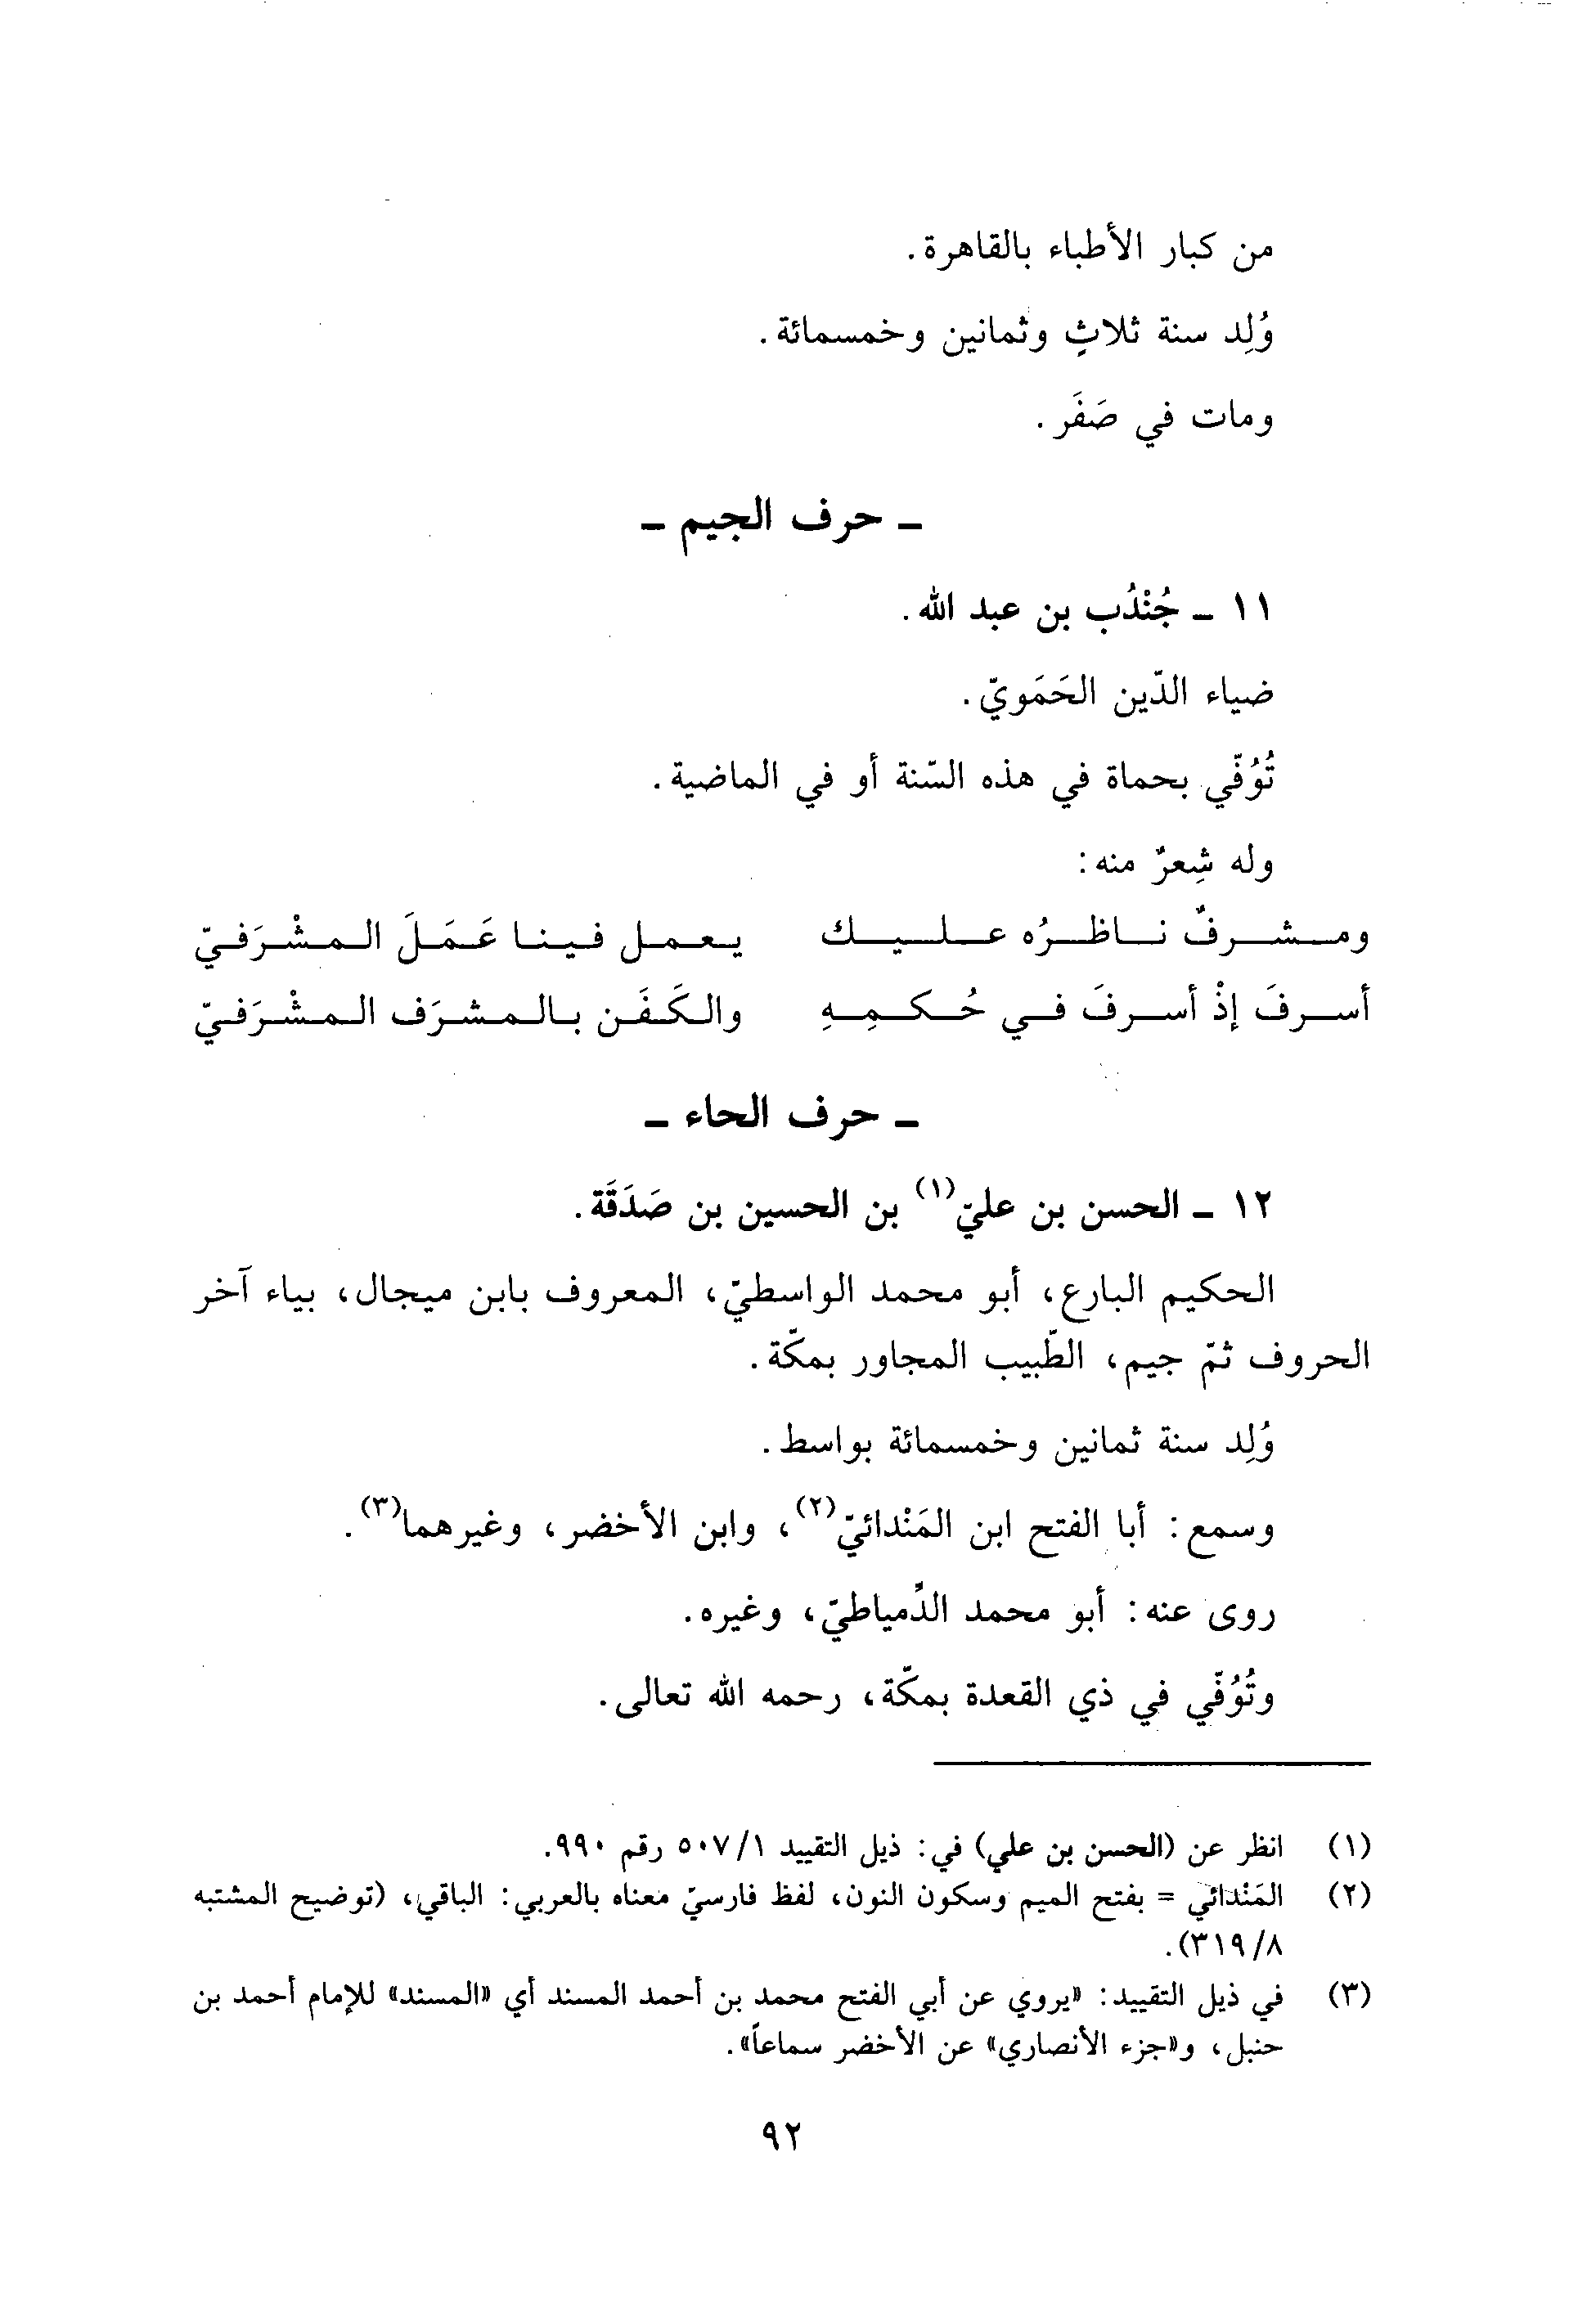 من كبار الأطباء بالقاهرة.
وُلِد سنة ثلاثٍ وثمانين وخمسمائة.
ومات في صَفَر.
ـ حرف الجيم ـ
١١ ـ جُنْدُب بن عبد الله.
ضياء الدّين الحَمَويّ.
تُوُفّي بحماة في هذه السّنة أو في الماضية.
وله شِعرٌ منه:
ومشرفٌ ناظرُه عليك يعمل فينا عَمَلَ المشْرَفيّ
أسرفَ إذْ أسرفَ في حُكمِهِ والكَفَن بالمشرَف المشْرَفيّ
ـ حرف الحاء ـ
١٢ ـ الحسن بن عليّ(١) بن الحسين بن صَدَقَة.
الحكيم البارع، أبو محمد الواسطيّ، المعروف بابن ميجال، بياء آخر
الحروف ثمّ جيم، الطّبيب المجاور بمكّة.
وُلِد سنة ثمانين وخمسمائة بواسط.
وسمع: أبا الفتح ابن المَنْدائيّ(٢)، وابن الأخضر، وغيرهما(٣).
روى عنه: أبو محمد الدِّمياطيّ، وغيره.
وتُوُفّي في ذي القعدة بمكّة، رحمه الله تعالى.
(١) انظر عن (الحسن بن علي) في: ذيل التقييد ٥٠٧/١ رقم ٩٩٠.
(٢) المَنْدائي = بفتح الميم وسكون النون، لفظ فارسيّ معناه بالعربي: الباقي، (توضيح المشتبه
٣١٩/٨).
(٣) في ذيل التقييد: «يروي عن أبي الفتح محمد بن أحمد المسند أي «المسند» للإمام أحمد بن
حنبل، و«جزء الأنصاري» عن الأخضر سماعاً».
٩٢